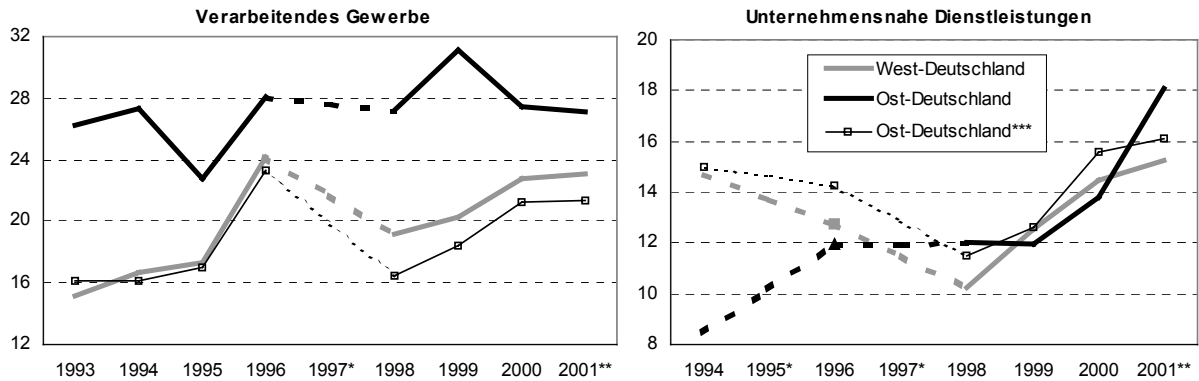 Verarbeitendes Gewerbe
32
28
24
20
16
12
1993 1994 1995 1996 1997* 1998 1999 2000 2001**
Unternehmensnahe Dienstleistungen
20
18
16
14
12
10
8
West-Deutschland
Ost-Deutschland
Ost-Deutschland***
1994 1995* 1996 1997* 1998 1999 2000 2001**